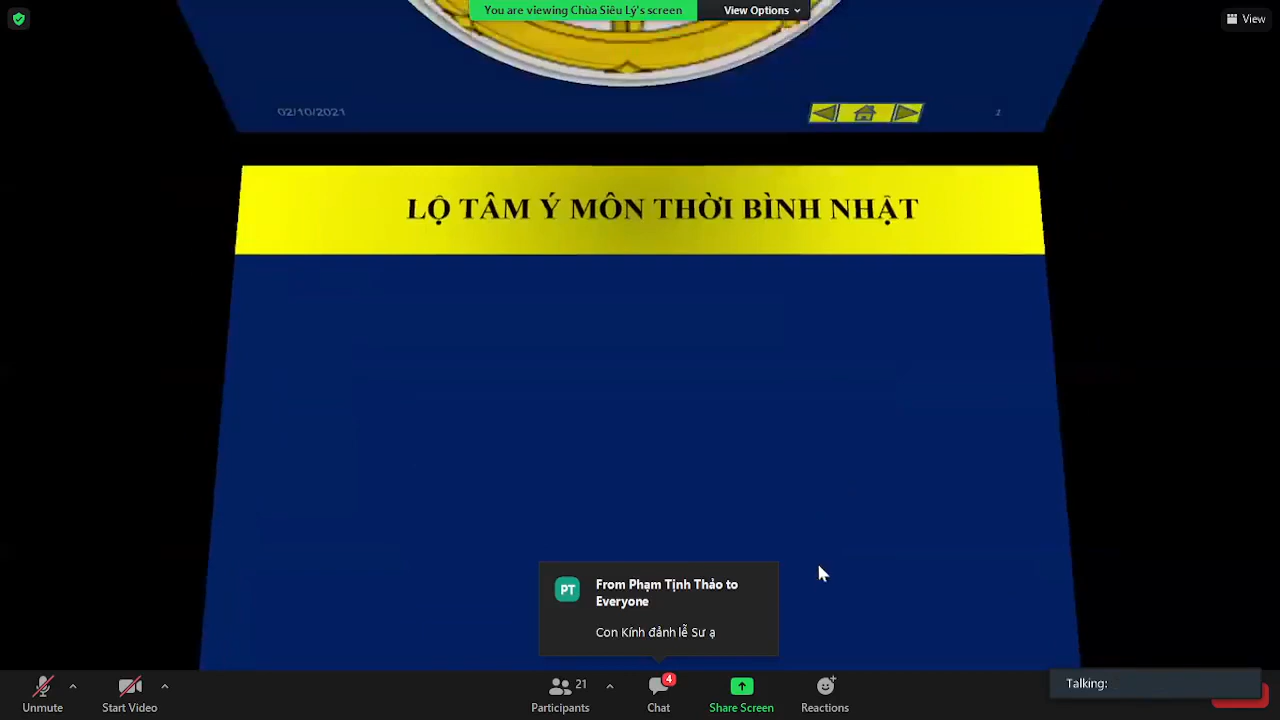 You are viewing Chùa Siêu Lý's screen
View Options
View
02/10/2021
1
LỘ TÂM Ý MÔN THỜI BÌNH NHẬT
PT
From Phạm Tịnh Thảo to
Everyone
Con Kính đảnh lễ Sư ạ
Unmute
Start Video
21
Participants
4
Chat
Share Screen
Reactions
Talking: